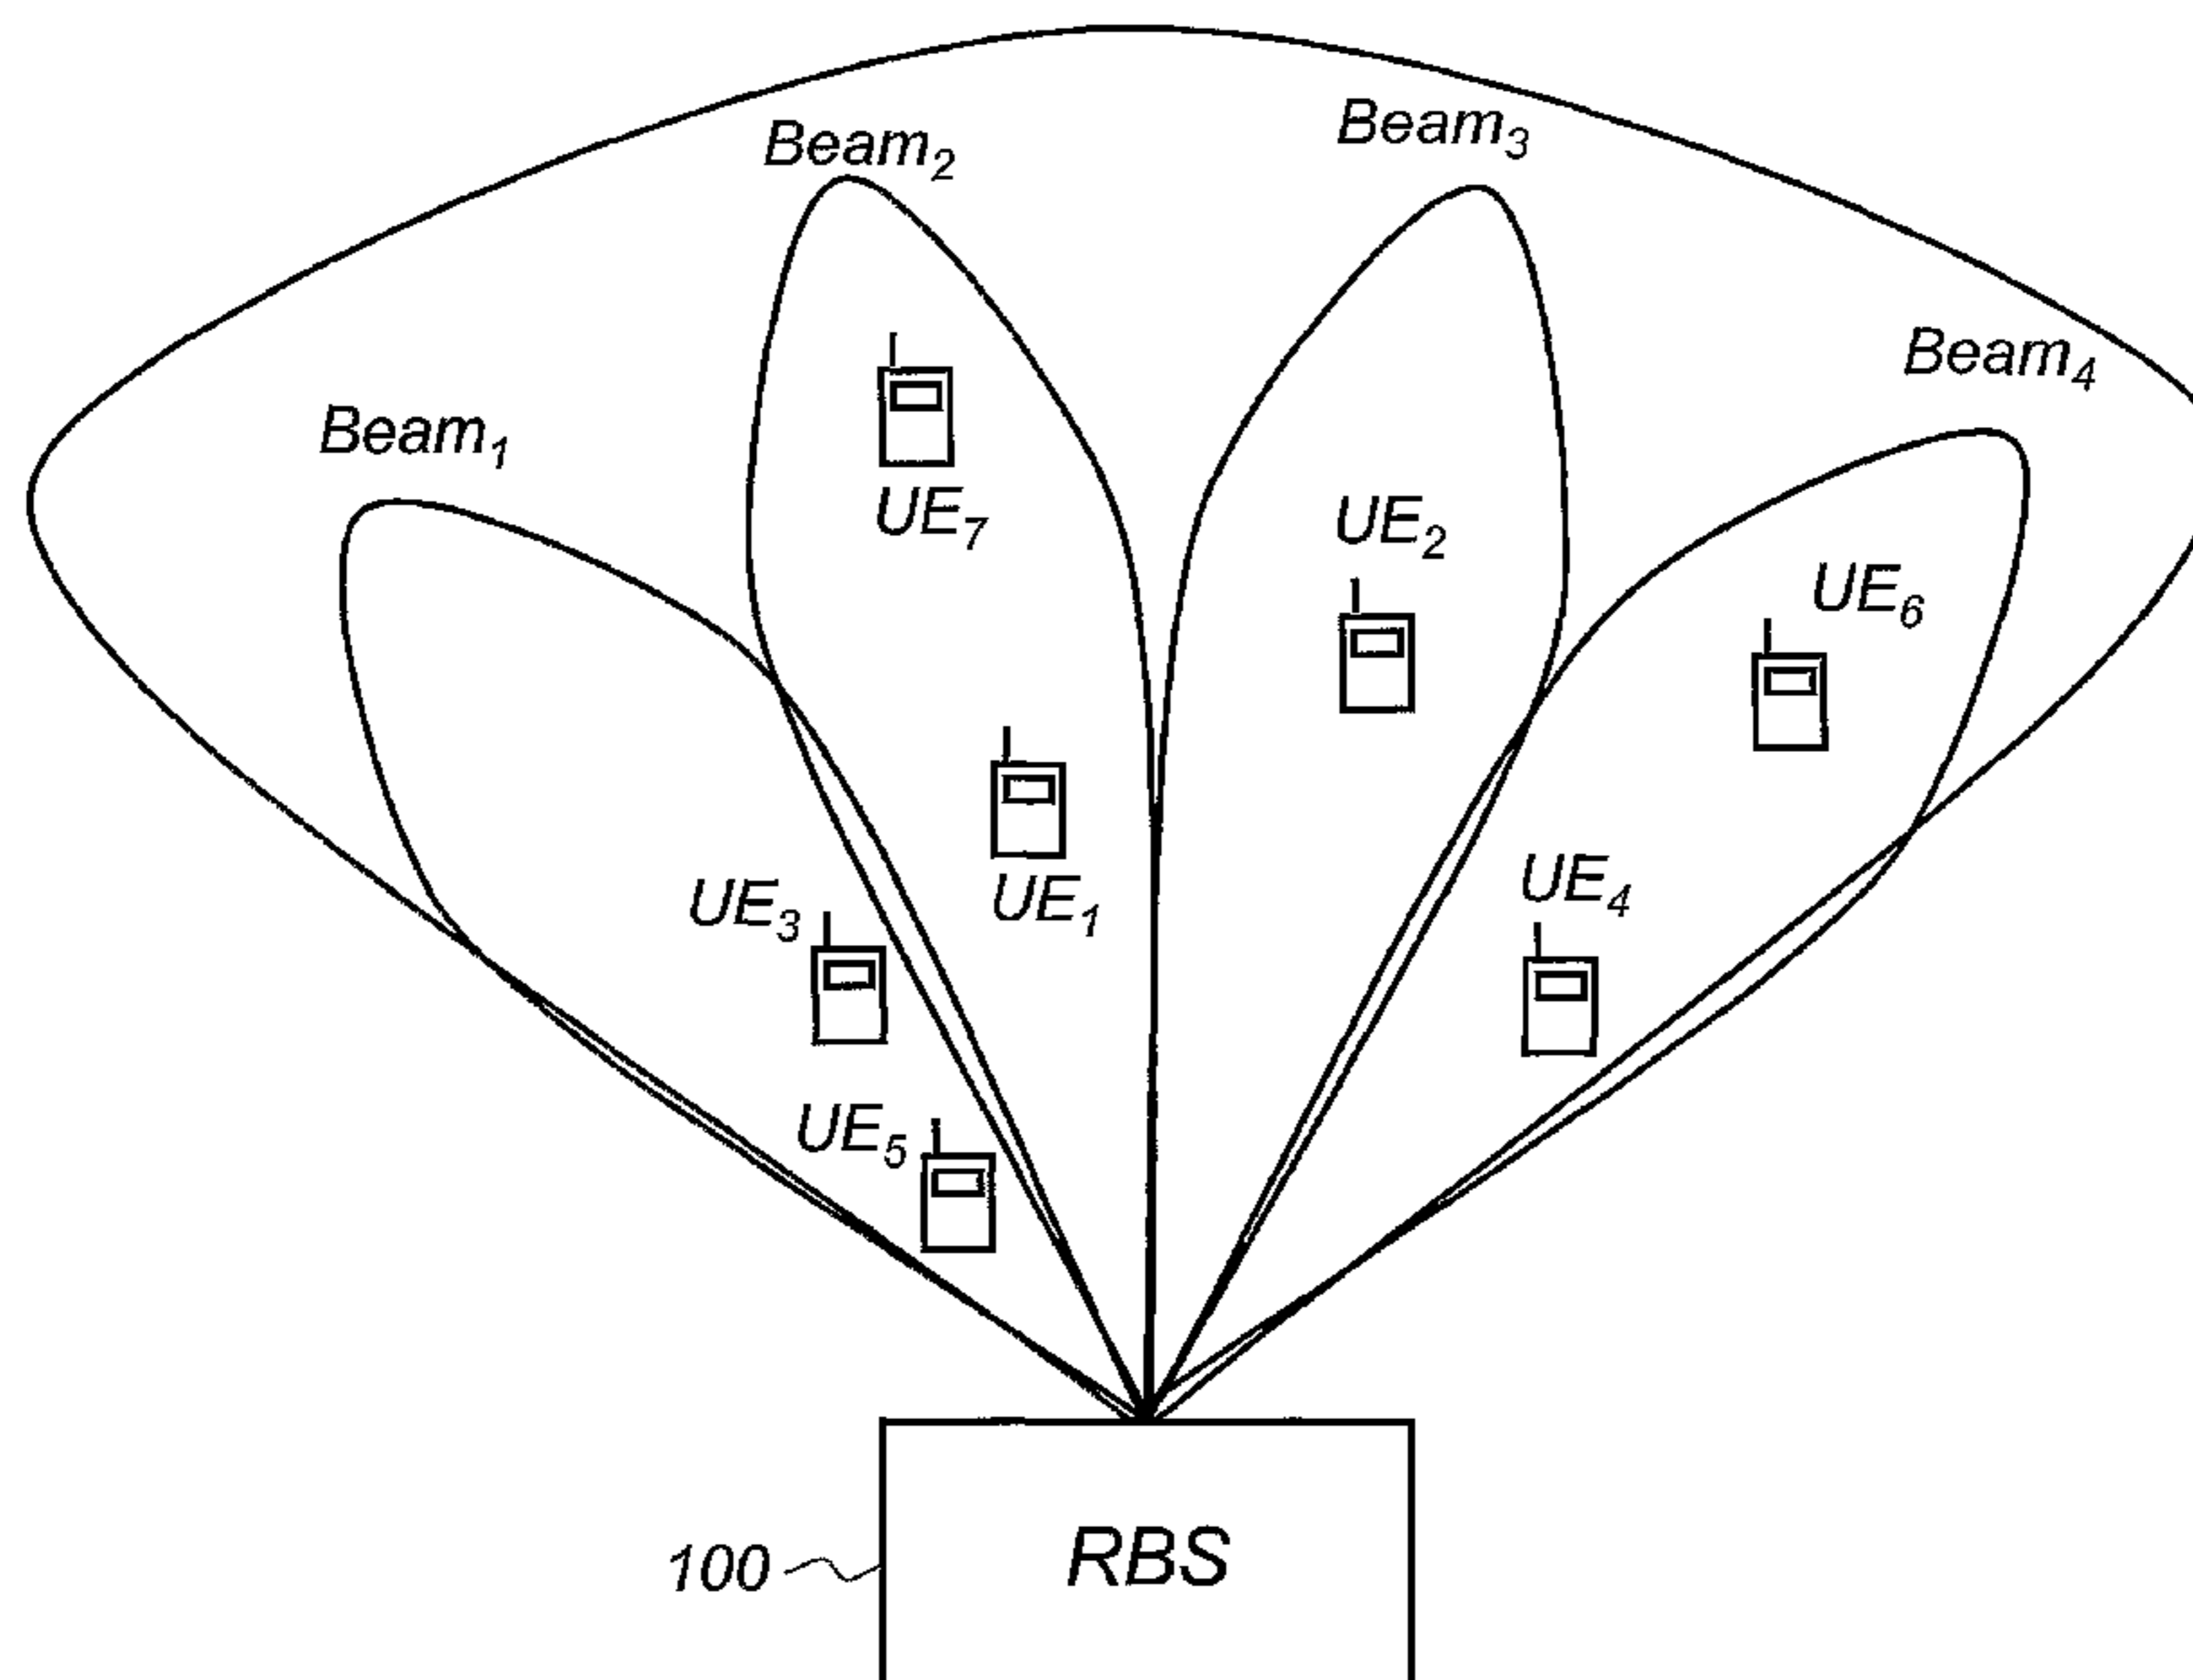 Beam₂
Beam₃
Beam₄
Beam₁
UE₇
UE₂
UE₆
UE₃
UE₁
UE₄
UE₅
RBS
100